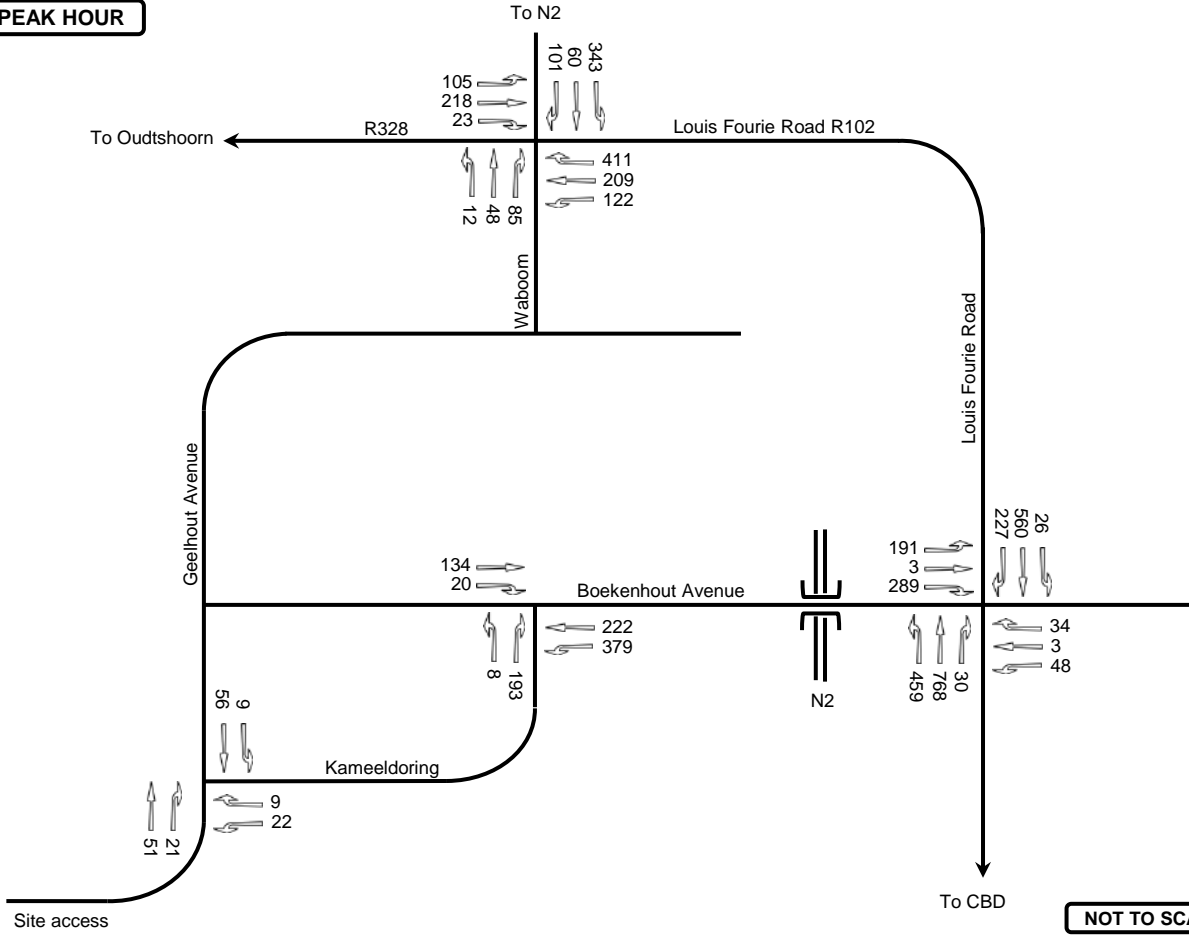 PEAK HOUR
To N2
101
60
343
105
218
23
To Oudtshoorn
R328
Louis Fourie Road R102
411
209
122
12
48
85
Waboom
Louis Fourie Road
Geelhout Avenue
134
20
Boekenhout Avenue
222
379
8
193
N2
191
3
289
227
560
26
34
3
48
459
768
30
56
9
Kameeldoring
9
22
51
21
Site access
To CBD
NOT TO SCA